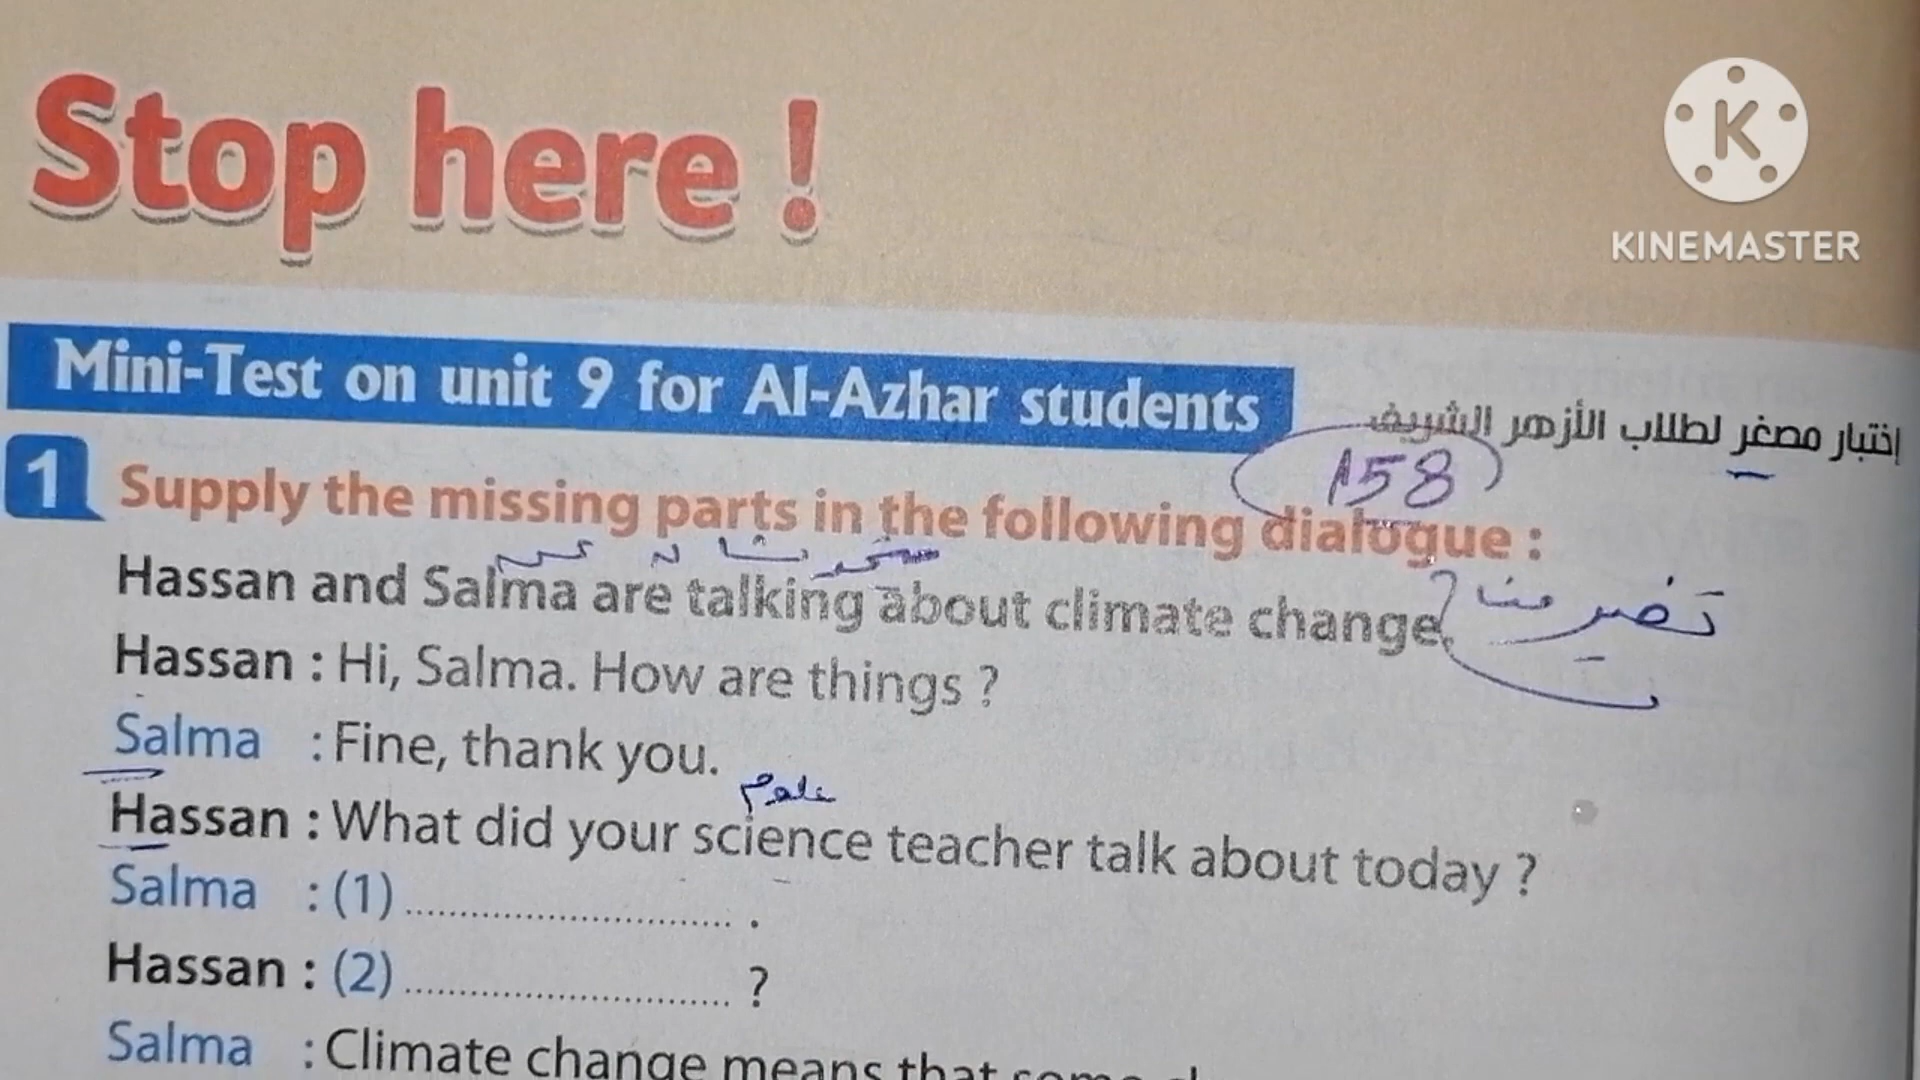 Stop here !
KINEMASTER
Mini-Test on unit 9 for Al-Azhar students
إختبار مصغر لطلاب الأزهر الشريف
158
1 Supply the missing parts in the following dialogue :
Hassan and Salma are talking about climate change.
Hassan : Hi, Salma. How are things ?
Salma : Fine, thank you.
علوم
Hassan : What did your science teacher talk about today ?
Salma : (1) .................................. .
Hassan : (2) .................................. ?
Salma : Climate change means that some